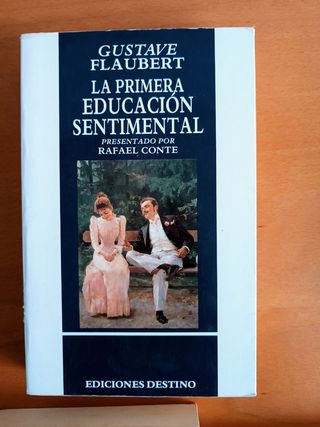 GUSTAVE
FLAUBERT
LA PRIMERA
EDUCACIÓN
SENTIMENTAL
PRESENTADO POR
RAFAEL CONTE
EDICIONES DESTINO